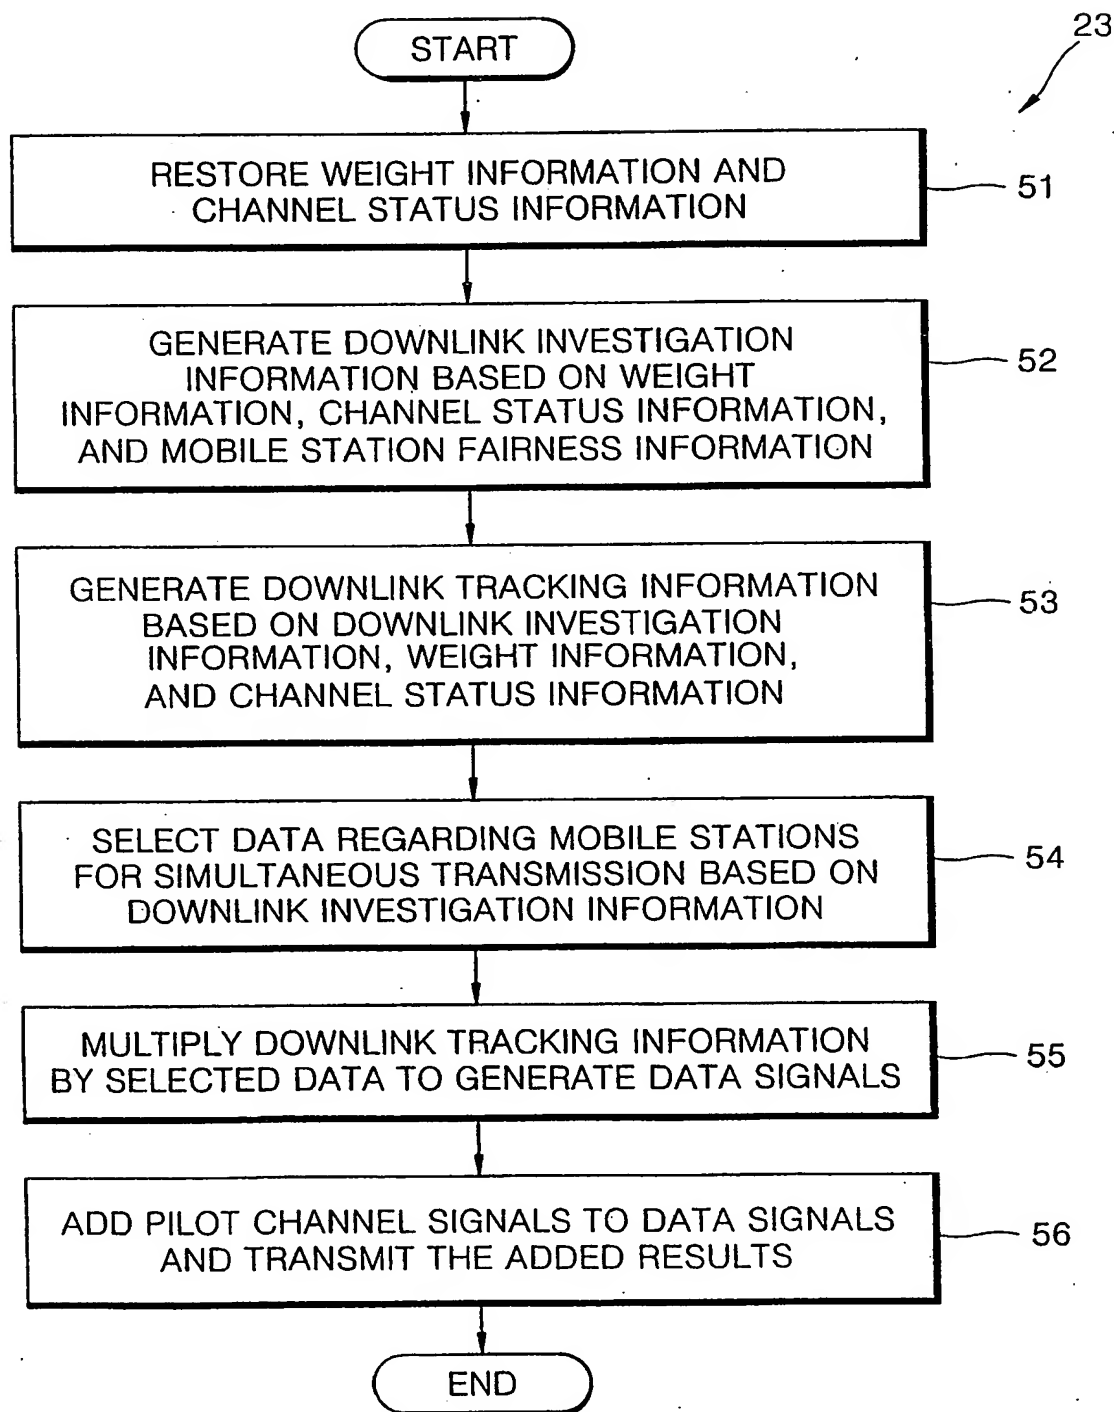 START
23
RESTORE WEIGHT INFORMATION AND
CHANNEL STATUS INFORMATION
51
GENERATE DOWNLINK INVESTIGATION
INFORMATION BASED ON WEIGHT
INFORMATION, CHANNEL STATUS INFORMATION,
AND MOBILE STATION FAIRNESS INFORMATION
52
GENERATE DOWNLINK TRACKING INFORMATION
BASED ON DOWNLINK INVESTIGATION
INFORMATION, WEIGHT INFORMATION,
AND CHANNEL STATUS INFORMATION
53
SELECT DATA REGARDING MOBILE STATIONS
FOR SIMULTANEOUS TRANSMISSION BASED ON
DOWNLINK INVESTIGATION INFORMATION
54
MULTIPLY DOWNLINK TRACKING INFORMATION
BY SELECTED DATA TO GENERATE DATA SIGNALS
55
ADD PILOT CHANNEL SIGNALS TO DATA SIGNALS
AND TRANSMIT THE ADDED RESULTS
56
END